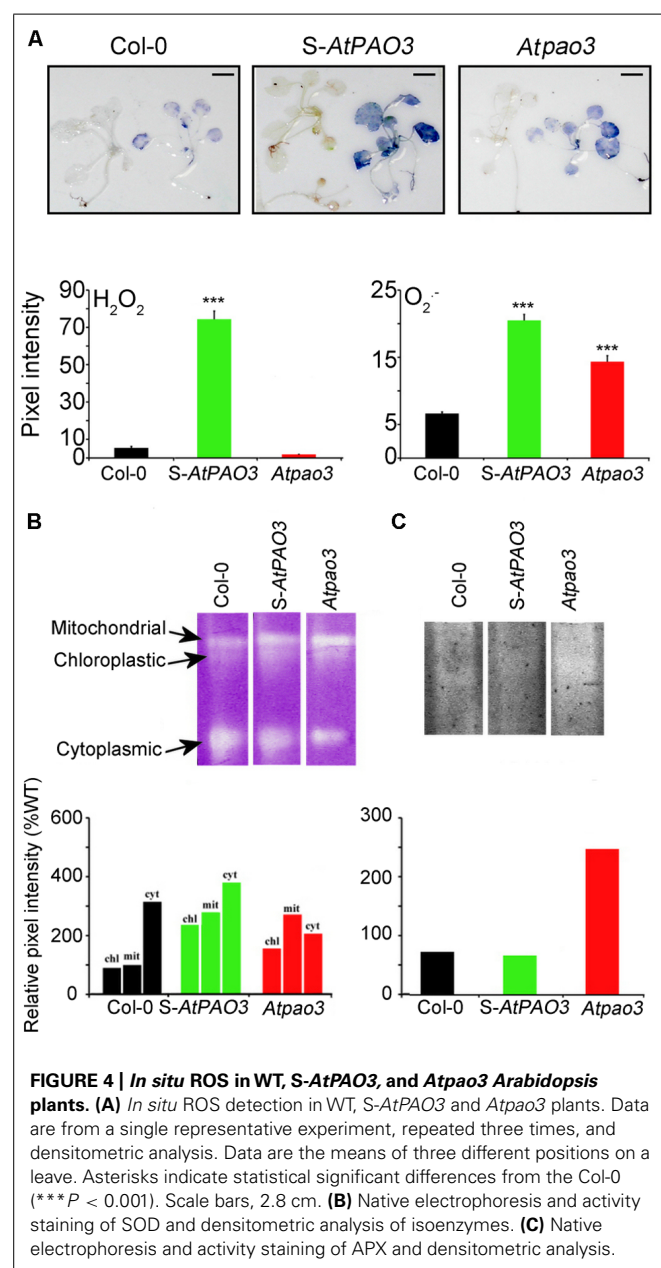 A
Col-0 S-AtPAO3 Atpao3
Pixel intensity
90
70
50
30
10
0
H2O2
***
Col-0 S-AtPAO3 Atpao3
25
15
5
0
O2.-
***
***
Col-0 S-AtPAO3 Atpao3
B
Col-0
S-AtPAO3
Atpao3
Mitochondrial
Chloroplastic
Cytoplasmic
C
Col-0
S-AtPAO3
Atpao3
Relative pixel intensity (%WT)
600
400
200
0
chl mit cyt
chl mit cyt
chl mit cyt
Col-0 S-AtPAO3 Atpao3
300
200
100
0
Col-0 S-AtPAO3 Atpao3
FIGURE 4 | In situ ROS in WT, S-AtPAO3, and Atpao3 Arabidopsis
plants. (A) In situ ROS detection in WT, S-AtPAO3 and Atpao3 plants. Data
are from a single representative experiment, repeated three times, and
densitometric analysis. Data are the means of three different positions on a
leave. Asterisks indicate statistical significant differences from the Col-0
(***P < 0.001). Scale bars, 2.8 cm. (B) Native electrophoresis and activity
staining of SOD and densitometric analysis of isoenzymes. (C) Native
electrophoresis and activity staining of APX and densitometric analysis.